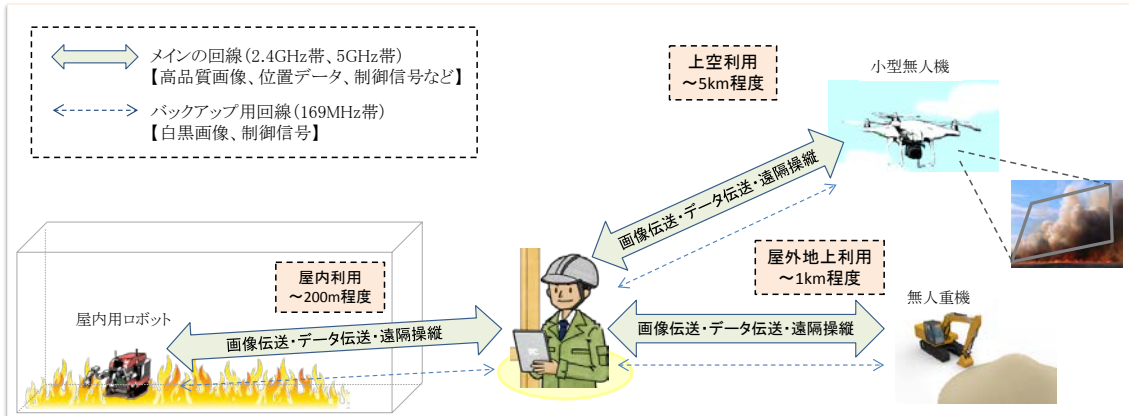 メインの回線(2.4GHz帯、5GHz帯)
【高品質画像、位置データ、制御信号など】
バックアップ用回線(169MHz帯)
【白黒画像、制御信号】
上空利用
～5km程度
小型無人機
画像伝送・データ伝送・遠隔操縦
屋内利用
～200m程度
屋外地上利用
～1km程度
屋内用ロボット
無人重機
画像伝送・データ伝送・遠隔操縦
画像伝送・データ伝送・遠隔操縦